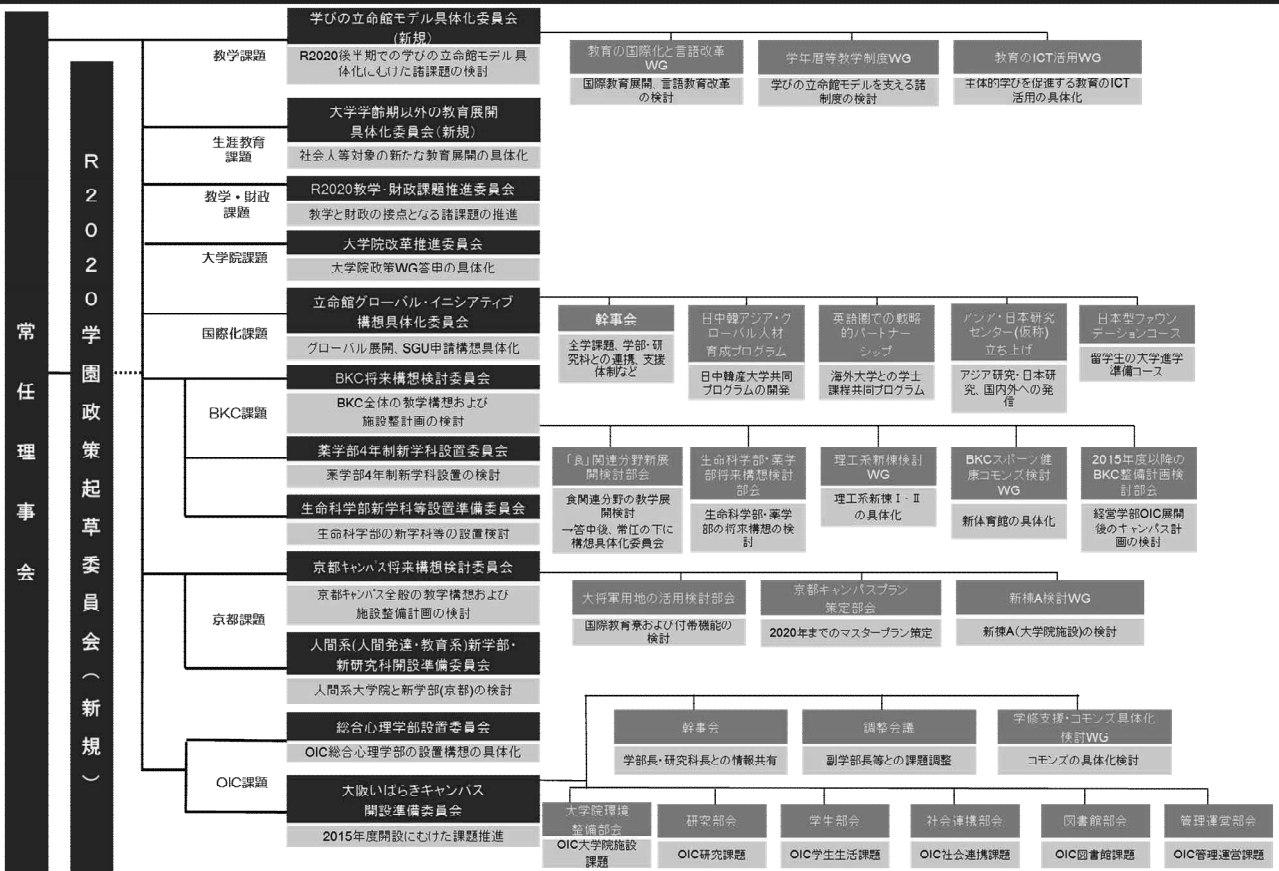 常任理事会
R2020学園政策起草委員会(新規)
教学課題
学びの立命館モデル具体化委員会
(新規)
R2020後半期での学びの立命館モデル具
体化にむけた諸課題の検討
教育の国際化と言語改革
WG
国際教育展開、言語教育改革
の検討
学年暦等教学制度WG
学びの立命館モデルを支える諸
制度の検討
教育のICT活用WG
主体的学びを促進する教育のICT
活用の具体化
生涯教育
課題
大学学齢期以外の教育展開
具体化委員会(新規)
社会人等対象の新たな教育展開の具体化
教学・財政
課題
R2020教学・財政課題推進委員会
教学と財政の接点となる諸課題の推進
大学院課題
大学院改革推進委員会
大学院政策WG答申の具体化
国際化課題
立命館グローバル・イニシアティブ
構想具体化委員会
グローバル展開、SGU申請構想具体化
幹事会
全学課題、学部・研
究科との連携、支援
体制など
日中韓アジア・ク
ローバル人材
育成プログラム
日中韓産大学共同
プログラムの開発
英語圏での戦略
的パートナー
シップ
海外大学との学士
課程共同プログラム
アジア・日本研究
センター(仮称)
立ち上げ
アジア研究・日本研
究、国内外への発
信
日本型ファウン
デーションコース
留学生の大学進学
準備コース
BKC課題
BKC将来構想検討委員会
BKC全体の教学構想および
施設整計画の検討
薬学部4年制新学科設置委員会
薬学部4年制新学科設置の検討
生命科学部新学科等設置準備委員会
生命科学部の新学科等の設置検討
「食」関連分野新展
開検討部会
食関連分野の教学展
開検討
→答申後、常任の下に
構想具体化委員会
生命科学部・薬学
部将来構想検討
部会
生命科学部・薬学
部の将来構想の検
討
理工系新棟検討
WG
理工系新棟Ⅰ・Ⅱ
の具体化
BKCスポーツ健
康コモンズ検討
WG
新体育館の具体化
2015年度以降の
BKC整備計画検
討部会
経営学部OIC展開
後のキャンパス計
画の検討
京都課題
京都キャンパス将来構想検討委員会
京都キャンパス全般の教学構想および
施設整備計画の検討
人間系(人間発達・教育系)新学部・
新研究科開設準備委員会
人間系大学院と新学部(京都)の検討
大将軍用地の活用検討部会
国際教育寮および付帯機能の
検討
京都キャンパスプラン
策定部会
2020年までのマスタープラン策定
新棟A検討WG
新棟A(大学院施設)の検討
OIC課題
総合心理学部設置委員会
OIC総合心理学部の設置構想の具体化
大阪いばらきキャンパス
開設準備委員会
2015年度開設にむけた課題推進
幹事会
学部長・研究科長との情報共有
調整会議
副学部長等との課題調整
学修支援・コモンズ具体化
検討WG
コモンズの具体化検討
大学院環境
整備部会
OIC大学院施設
課題
研究部会
OIC研究課題
学生部会
OIC学生生活課題
社会連携部会
OIC社会連携課題
図書館部会
OIC図書館課題
管理運営部会
OIC管理運営課題